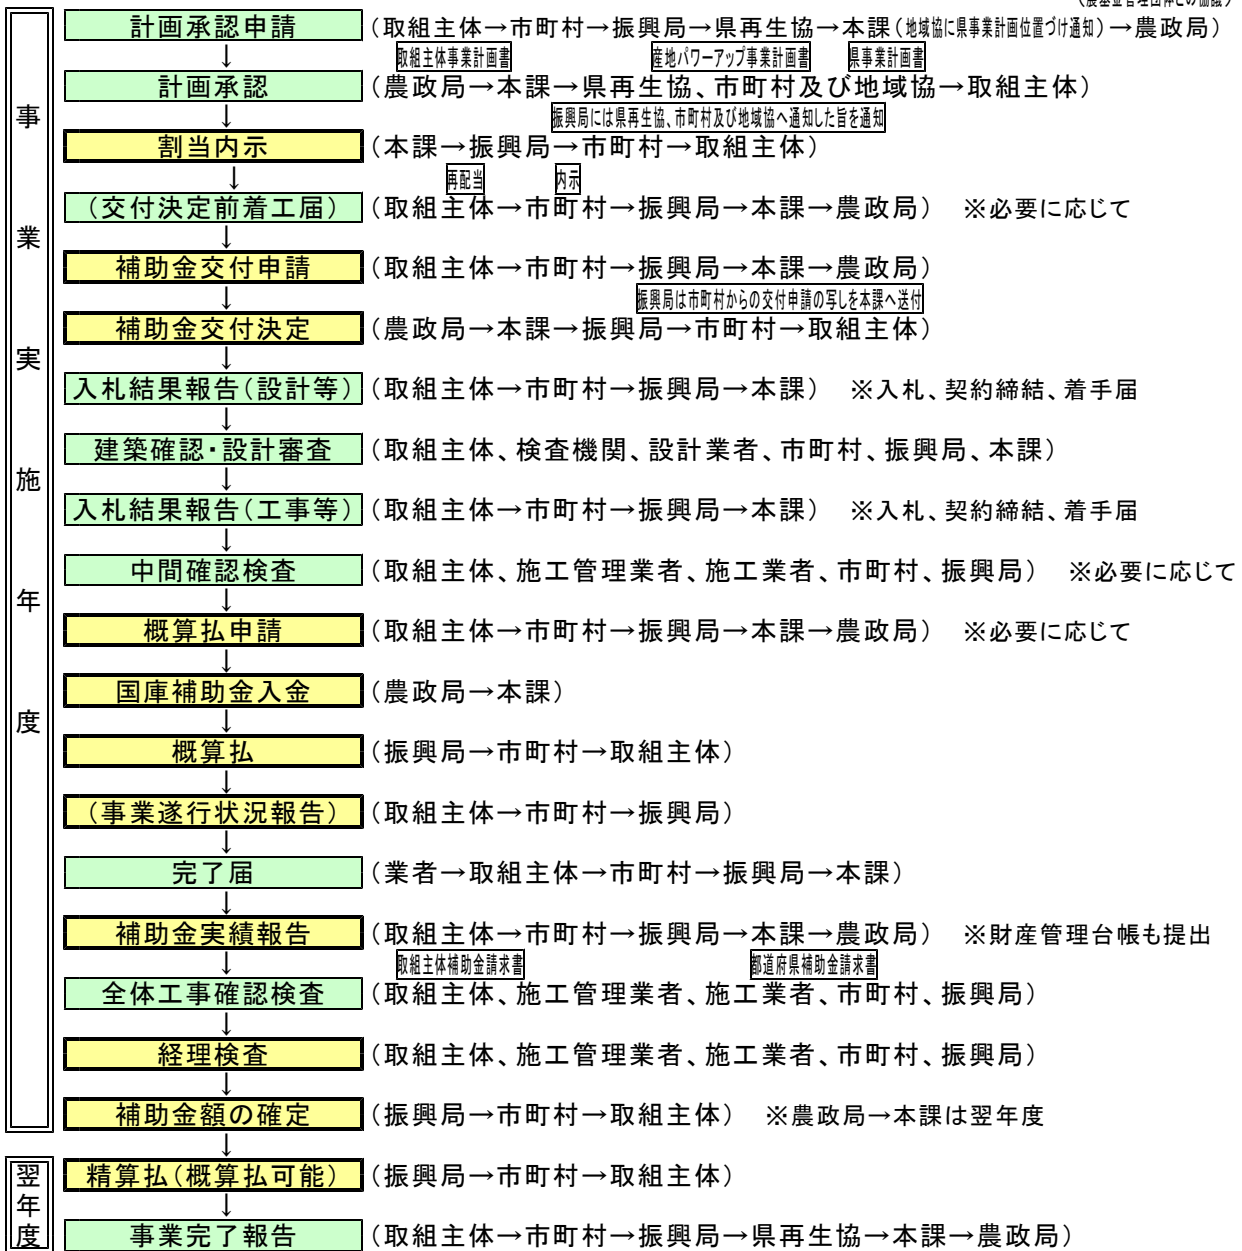 計画承認申請 (取組主体→市町村→振興局→県再生協→本課(地域協に県事業計画位置づけ通知)→農政局)
↓ 取組主体事業計画書 産地パワーアップ事業計画書 県事業計画書
計画承認 (農政局→本課→県再生協、市町村及び地域協→取組主体)
↓ 振興局には県再生協、市町村及び地域協へ通知した旨を通知
割当内示 (本課→振興局→市町村→取組主体)
↓ 再配当 内示
(交付決定前着工届) (取組主体→市町村→振興局→本課→農政局) ※必要に応じて
↓
補助金交付申請 (取組主体→市町村→振興局→本課→農政局)
↓ 振興局は市町村からの交付申請の写しを本課へ送付
補助金交付決定 (農政局→本課→振興局→市町村→取組主体)
↓
入札結果報告(設計等) (取組主体→市町村→振興局→本課) ※入札、契約締結、着手届
↓
建築確認・設計審査 (取組主体、検査機関、設計業者、市町村、振興局、本課)
↓
入札結果報告(工事等) (取組主体→市町村→振興局→本課) ※入札、契約締結、着手届
↓
中間確認検査 (取組主体、施工管理業者、施工業者、市町村、振興局) ※必要に応じて
↓
概算払申請 (取組主体→市町村→振興局→本課→農政局) ※必要に応じて
↓
国庫補助金入金 (農政局→本課)
↓
概算払 (振興局→市町村→取組主体)
↓
(事業遂行状況報告) (取組主体→市町村→振興局)
↓
完了届 (業者→取組主体→市町村→振興局→本課)
↓
補助金実績報告 (取組主体→市町村→振興局→本課→農政局) ※財産管理台帳も提出
↓ 取組主体補助金請求書 都道府県補助金請求書
全体工事確認検査 (取組主体、施工管理業者、施工業者、市町村、振興局)
↓
経理検査 (取組主体、施工管理業者、施工業者、市町村、振興局)
↓
補助金額の確定 (振興局→市町村→取組主体) ※農政局→本課は翌年度
↓
精算払(概算払可能) (振興局→市町村→取組主体)
↓
事業完了報告 (取組主体→市町村→振興局→県再生協→本課→農政局)
事業実施年度
翌年度